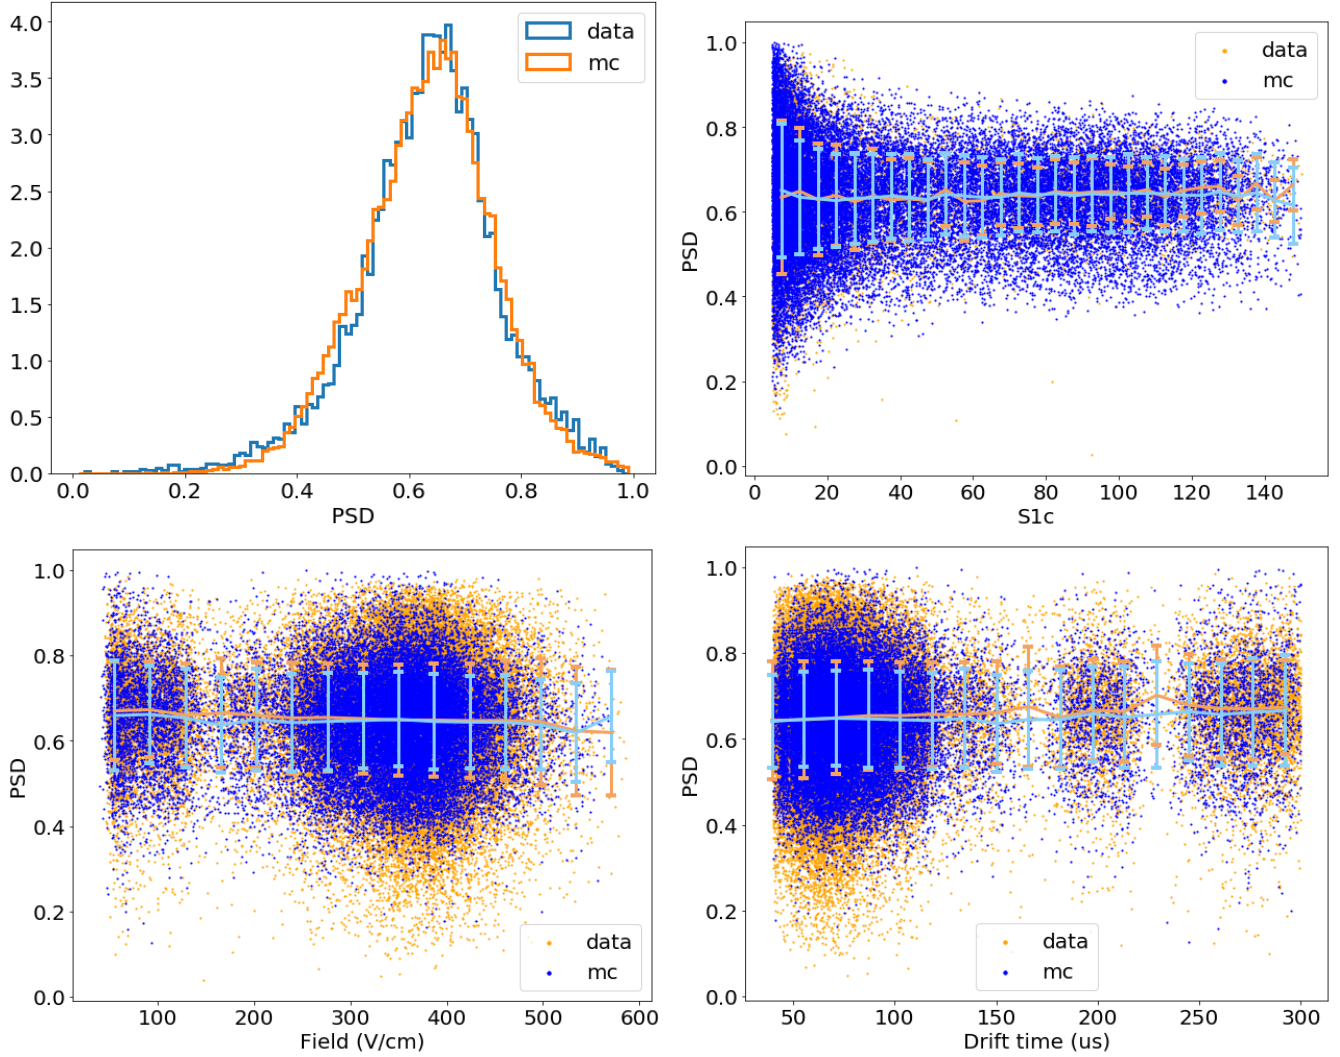 data
mc
4.0
3.5
3.0
2.5
2.0
1.5
1.0
0.5
0.0
0.0 0.2 0.4 0.6 0.8 1.0
PSD
data
mc
1.0
0.8
0.6
0.4
0.2
0.0
PSD
0 20 40 60 80 100 120 140
S1c
1.0
0.8
0.6
0.4
0.2
0.0
PSD
data
mc
100 200 300 400 500 600
Field (V/cm)
1.0
0.8
0.6
0.4
0.2
0.0
PSD
data
mc
50 100 150 200 250 300
Drift time (us)